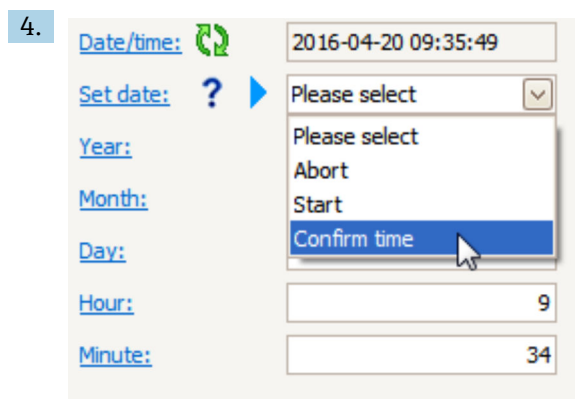 4.
Date/time: 2016-04-20 09:35:49
Set date: ? Please select
Please select
Year:
Abort
Month:
Start
Confirm time
Day:
Hour: 9
Minute: 34